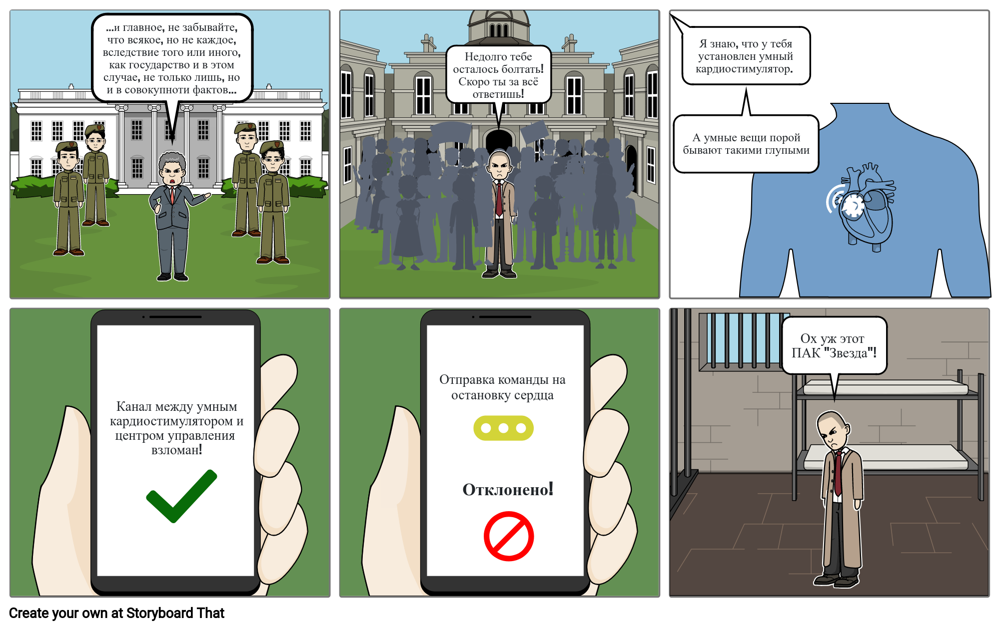 ...и главное, не забывайте,
что всякое, но не каждое,
вследствие того или иного,
как государство и в этом
случае, не только лишь, но
и в совокупноти фактов...
Недолго тебе
осталось болтать!
Скоро ты за всё
ответишь!
Я знаю, что у тебя
установлен умный
кардиостимулятор.
А умные вещи порой
бывают такими глупыми
Канал между умным
кардиостимулятором и
центром управления
взломан!
Отправка команды на
остановку сердца
Отклонено!
Ох уж этот
ПАК "Звезда"!
Create your own at Storyboard That